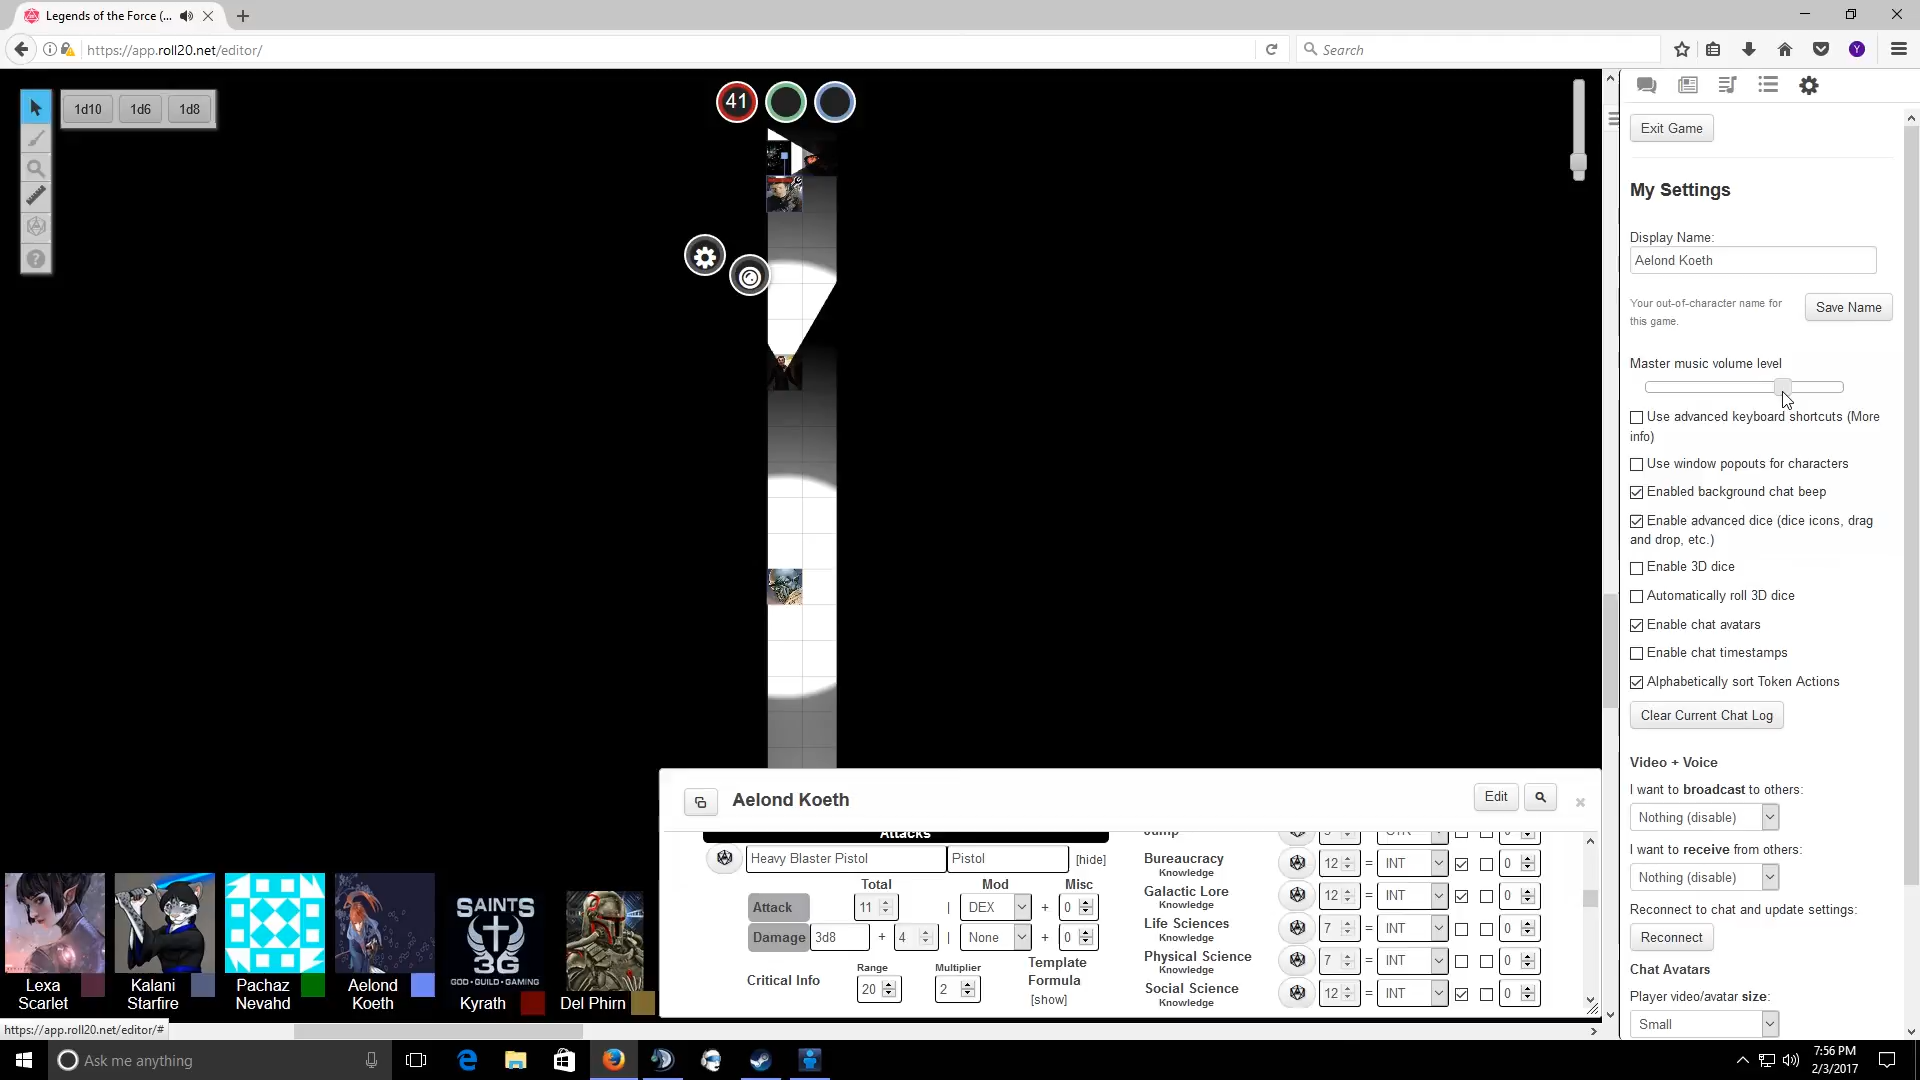 Legends of the Force (...
https://app.roll20.net/editor/
Search
1d10
1d6
1d8
41
Exit Game
My Settings
Display Name:
Aelond Koeth
Your out-of-character name for
this game.
Save Name
Master music volume level
Use advanced keyboard shortcuts (More
info)
Use window popouts for characters
Enabled background chat beep
Enable advanced dice (dice icons, drag
and drop, etc.)
Enable 3D dice
Automatically roll 3D dice
Enable chat avatars
Enable chat timestamps
Alphabetically sort Token Actions
Clear Current Chat Log
Video + Voice
I want to broadcast to others:
Nothing (disable)
I want to receive from others:
Nothing (disable)
Reconnect to chat and update settings:
Reconnect
Chat Avatars
Player video/avatar size:
Small
Aelond Koeth
Edit
Attacks
Heavy Blaster Pistol
Pistol
[hide]
Total
Mod
Misc
Attack
11
|
DEX
+
0
Damage
3d8
+
4
|
None
+
0
Critical Info
Range
20
Multiplier
2
Template
Formula
[show]
Jump
Bureaucracy
Knowledge
12
=
INT
0
Galactic Lore
Knowledge
12
=
INT
0
Life Sciences
Knowledge
7
=
INT
0
Physical Science
Knowledge
7
=
INT
0
Social Science
Knowledge
12
=
INT
0
Lexa
Scarlet
Kalani
Starfire
Pachaz
Nevahd
Aelond
Koeth
SAINTS
3G
GOD · GUILD · GAMING
Kyrath
Del Phirn
https://app.roll20.net/editor/#
Ask me anything
7:56 PM
2/3/2017